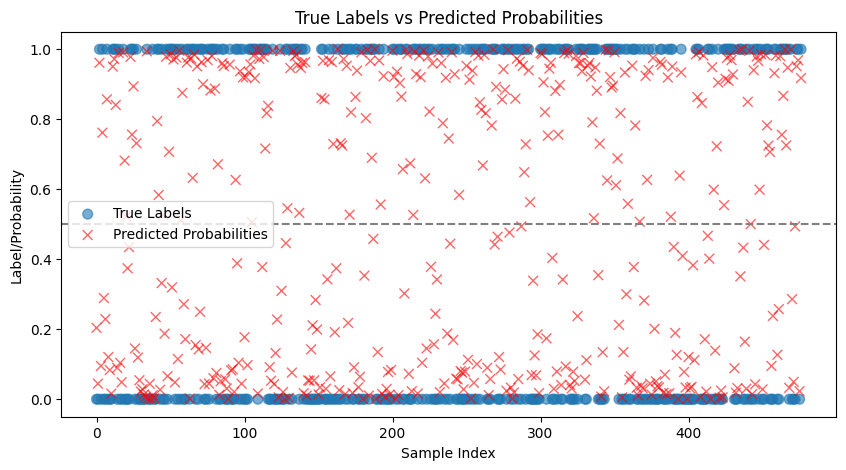 True Labels vs Predicted Probabilities
Label/Probability
1.0
0.8
0.6
0.4
0.2
0.0
True Labels
Predicted Probabilities
0
100
200
300
400
Sample Index